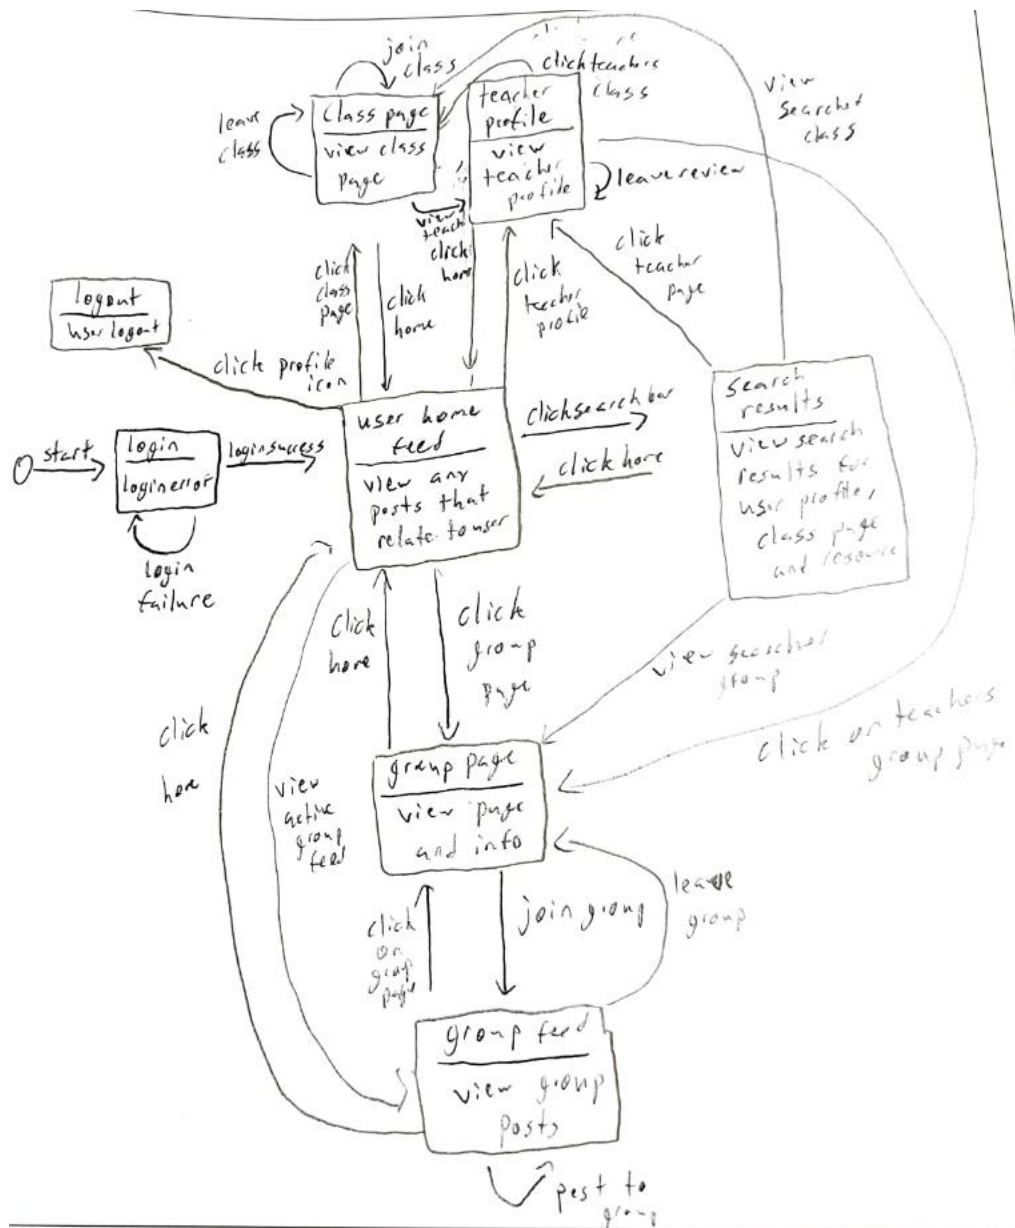 join
class
click teachers
class
view
searched
class
leave
class
class page
view class
page
teacher
profile
view
teacher
profile
leave review
view
teach
click
home
click
class
page
click
home
click
teacher
profile
click
teacher
page
logout
user logout
click profile
icon
start
login
login error
login success
login
failure
user home
feed
view any
posts that
relate to user
click search bar
click home
search
results
view search
results for
user profile,
class page
and resource
click
home
click
group
page
view searched
group
click on teachers
group page
click
home
view
active
group
feed
group page
view page
and info
click
on
group
page
join group
leave
group
group feed
view group
posts
post to
group